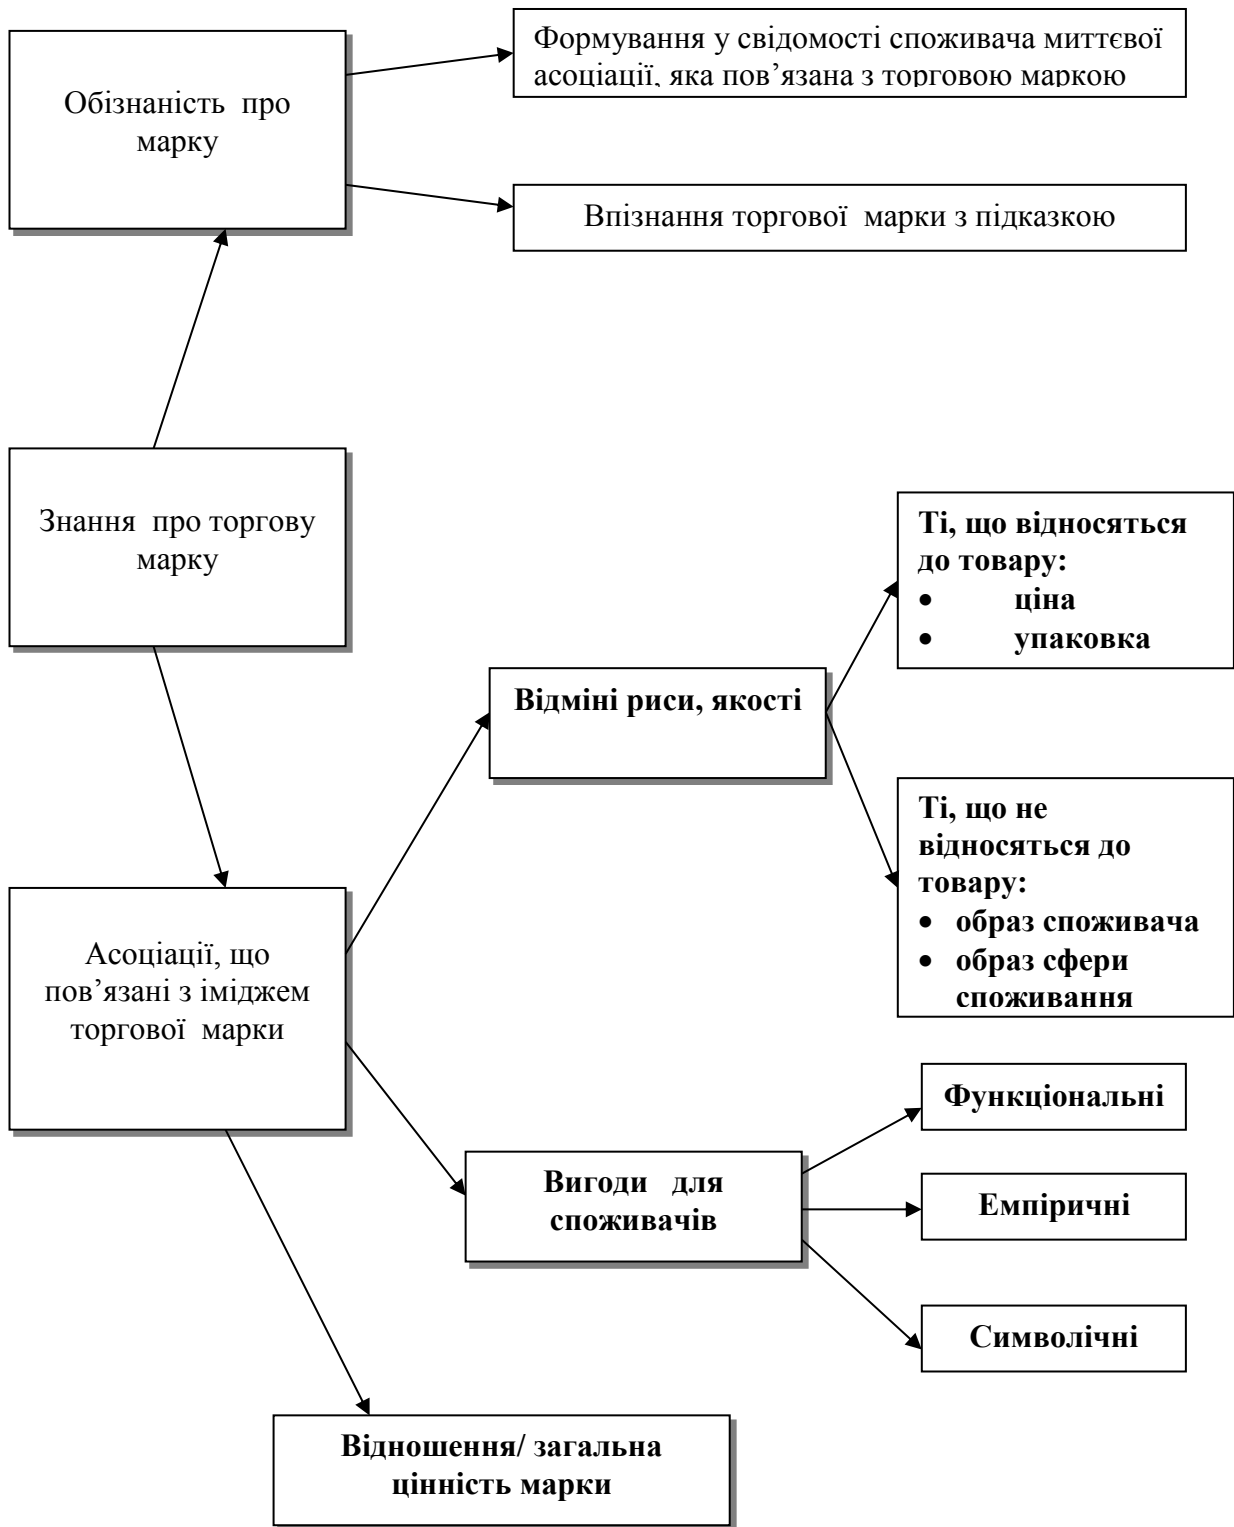 Формування у свідомості споживача миттєвої
асоціації, яка пов’язана з торговою маркою
Обізнаність про
марку
Впізнання торгової марки з підказкою
Знання про торгову
марку
Ті, що відносяться
до товару:
• ціна
• упаковка
Відміні риси, якості
Ті, що не
відносяться до
товару:
• образ споживача
• образ сфери
споживання
Асоціації, що
пов’язані з іміджем
торгової марки
Функціональні
Вигоди для
споживачів
Емпіричні
Символічні
Відношення/ загальна
цінність марки